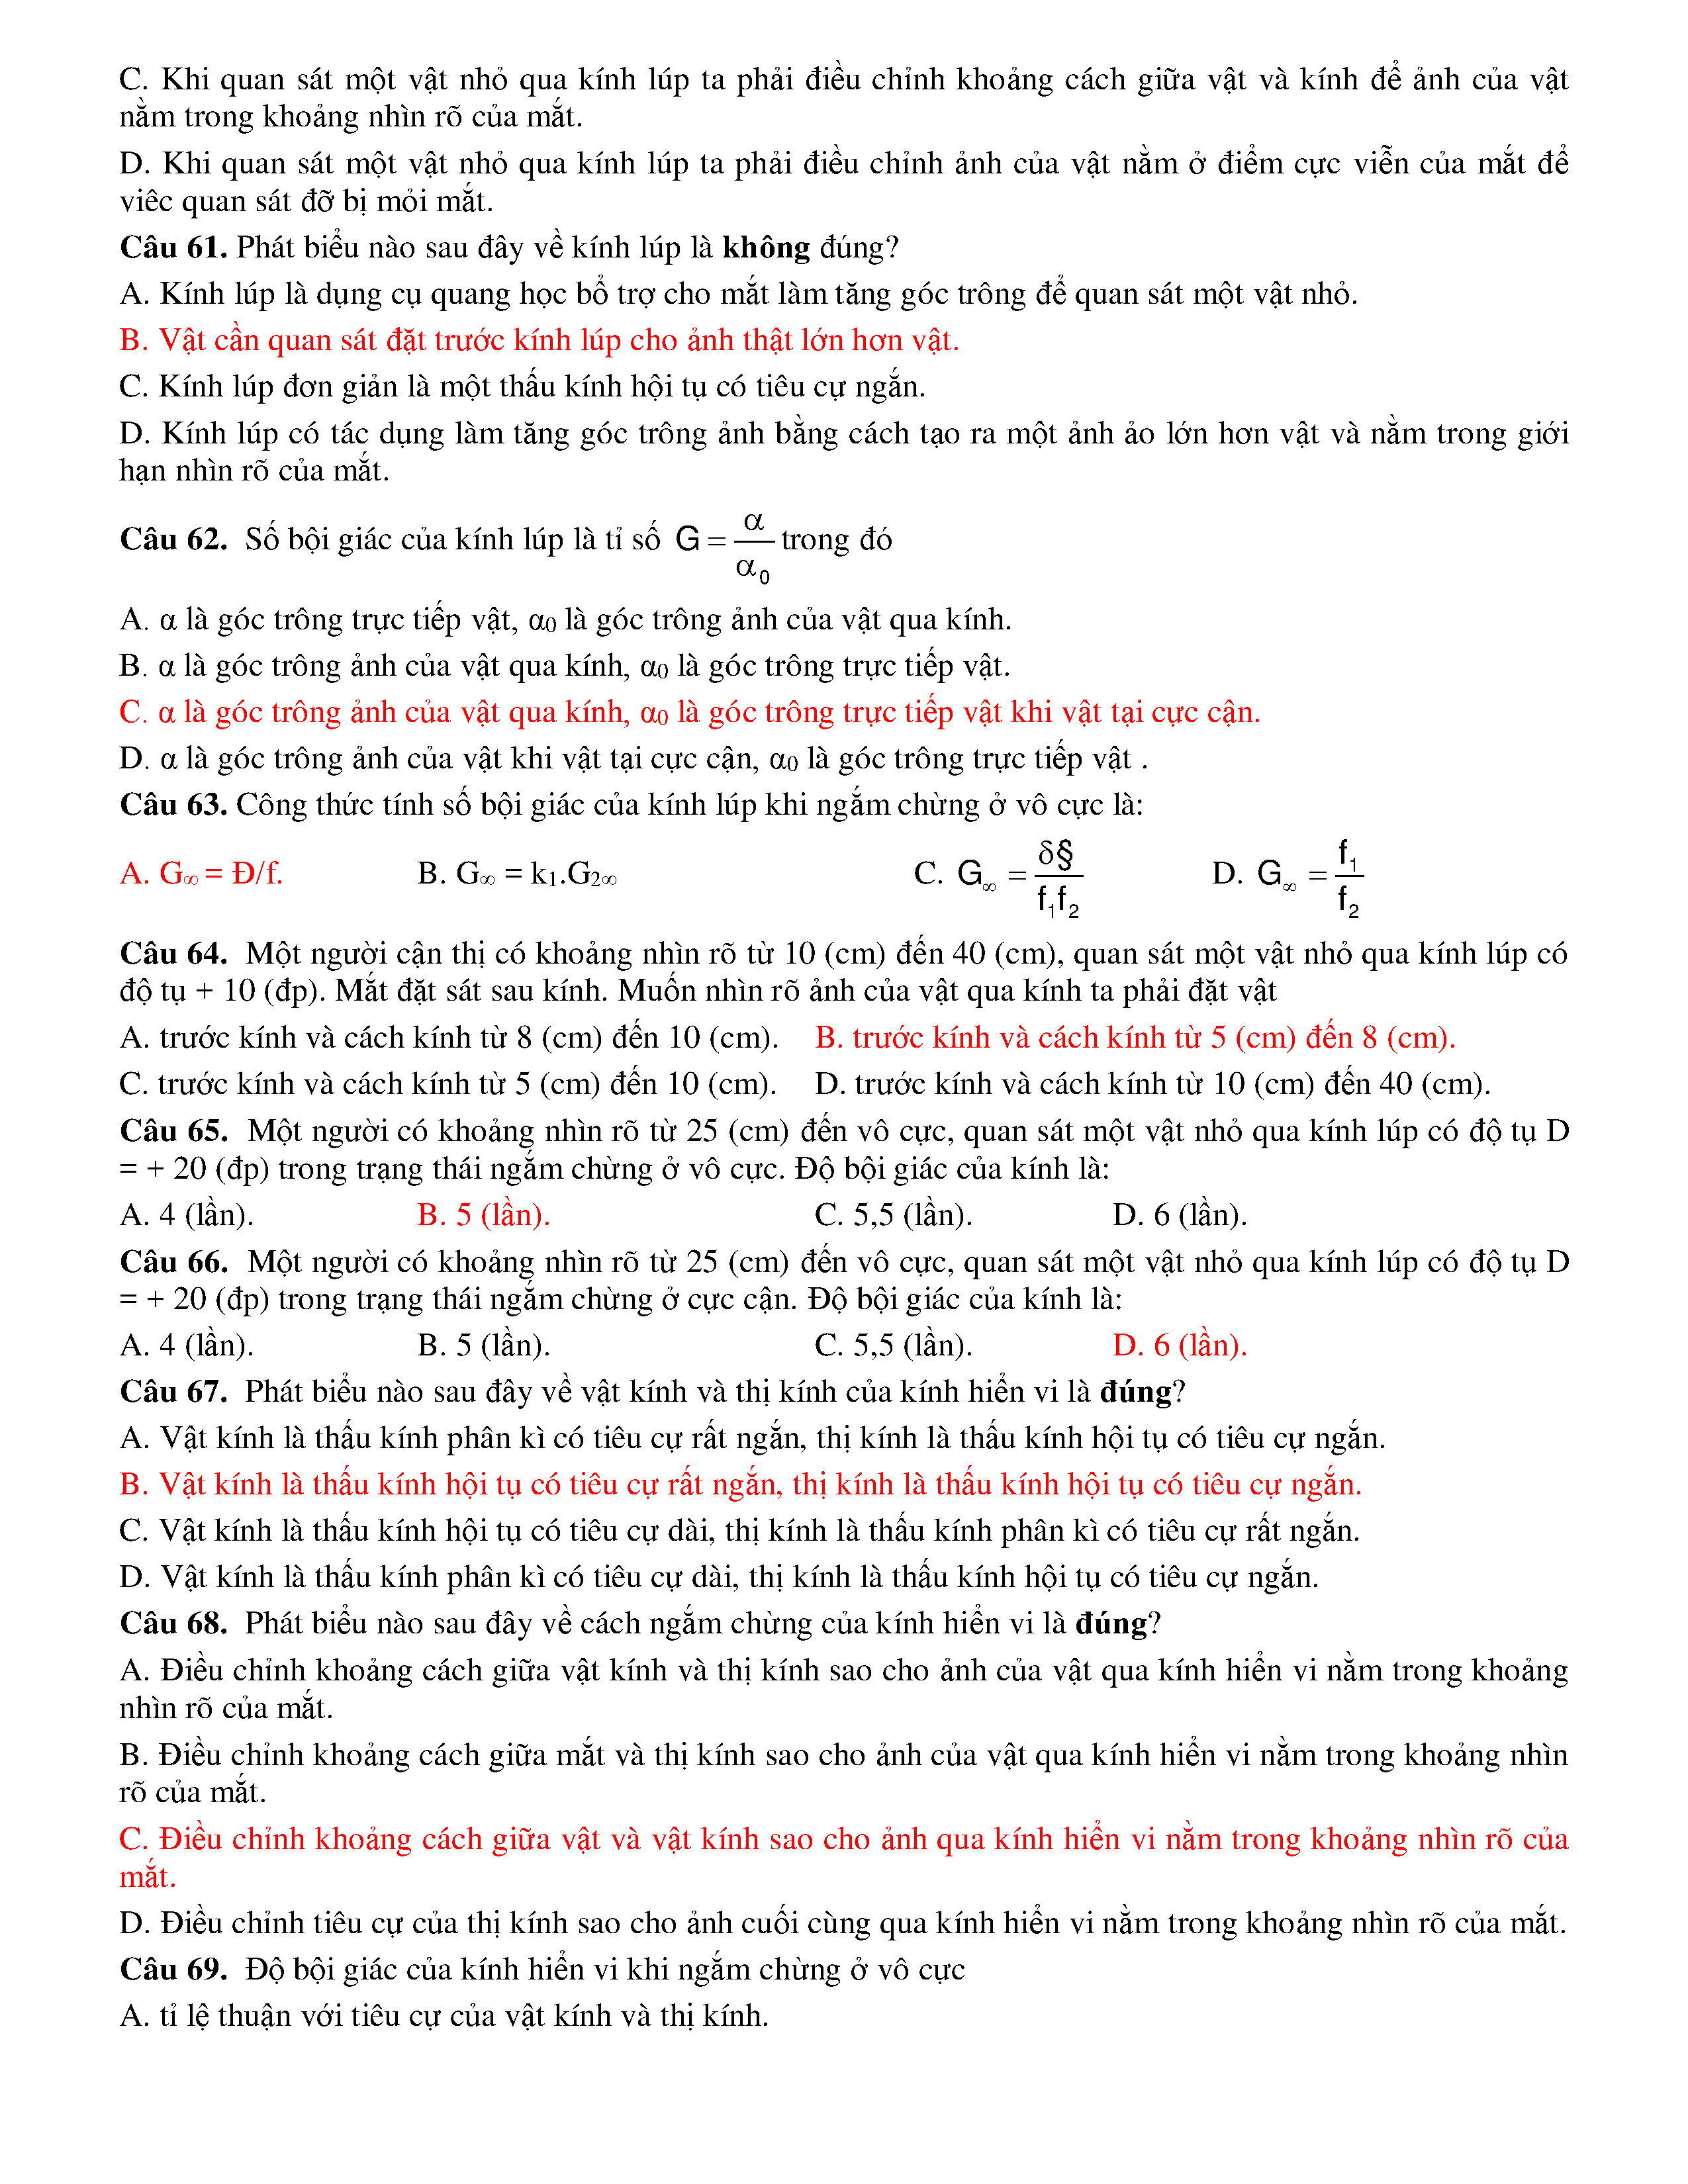 C. Khi quan sát một vật nhỏ qua kính lúp ta phải điều chỉnh khoảng cách giữa vật và kính để ảnh của vật
nằm trong khoảng nhìn rõ của mắt.
D. Khi quan sát một vật nhỏ qua kính lúp ta phải điều chỉnh ảnh của vật nằm ở điểm cực viễn của mắt để
viêc quan sát đỡ bị mỏi mắt.
Câu 61. Phát biểu nào sau đây về kính lúp là không đúng?
A. Kính lúp là dụng cụ quang học bổ trợ cho mắt làm tăng góc trông để quan sát một vật nhỏ.
B. Vật cần quan sát đặt trước kính lúp cho ảnh thật lớn hơn vật.
C. Kính lúp đơn giản là một thấu kính hội tụ có tiêu cự ngắn.
D. Kính lúp có tác dụng làm tăng góc trông ảnh bằng cách tạo ra một ảnh ảo lớn hơn vật và nằm trong giới
hạn nhìn rõ của mắt.
Câu 62. Số bội giác của kính lúp là tỉ số G = α/α₀ trong đó
A. α là góc trông trực tiếp vật, α₀ là góc trông ảnh của vật qua kính.
B. α là góc trông ảnh của vật qua kính, α₀ là góc trông trực tiếp vật.
C. α là góc trông ảnh của vật qua kính, α₀ là góc trông trực tiếp vật khi vật tại cực cận.
D. α là góc trông ảnh của vật khi vật tại cực cận, α₀ là góc trông trực tiếp vật .
Câu 63. Công thức tính số bội giác của kính lúp khi ngắm chừng ở vô cực là:
A. G∞ = Đ/f. B. G∞ = k₁.G₂∞ C. G∞ = δ§/f₁f₂ D. G∞ = f₁/f₂
Câu 64. Một người cận thị có khoảng nhìn rõ từ 10 (cm) đến 40 (cm), quan sát một vật nhỏ qua kính lúp có
độ tụ + 10 (đp). Mắt đặt sát sau kính. Muốn nhìn rõ ảnh của vật qua kính ta phải đặt vật
A. trước kính và cách kính từ 8 (cm) đến 10 (cm). B. trước kính và cách kính từ 5 (cm) đến 8 (cm).
C. trước kính và cách kính từ 5 (cm) đến 10 (cm). D. trước kính và cách kính từ 10 (cm) đến 40 (cm).
Câu 65. Một người có khoảng nhìn rõ từ 25 (cm) đến vô cực, quan sát một vật nhỏ qua kính lúp có độ tụ D
= + 20 (đp) trong trạng thái ngắm chừng ở vô cực. Độ bội giác của kính là:
A. 4 (lần). B. 5 (lần). C. 5,5 (lần). D. 6 (lần).
Câu 66. Một người có khoảng nhìn rõ từ 25 (cm) đến vô cực, quan sát một vật nhỏ qua kính lúp có độ tụ D
= + 20 (đp) trong trạng thái ngắm chừng ở cực cận. Độ bội giác của kính là:
A. 4 (lần). B. 5 (lần). C. 5,5 (lần). D. 6 (lần).
Câu 67. Phát biểu nào sau đây về vật kính và thị kính của kính hiển vi là đúng?
A. Vật kính là thấu kính phân kì có tiêu cự rất ngắn, thị kính là thấu kính hội tụ có tiêu cự ngắn.
B. Vật kính là thấu kính hội tụ có tiêu cự rất ngắn, thị kính là thấu kính hội tụ có tiêu cự ngắn.
C. Vật kính là thấu kính hội tụ có tiêu cự dài, thị kính là thấu kính phân kì có tiêu cự rất ngắn.
D. Vật kính là thấu kính phân kì có tiêu cự dài, thị kính là thấu kính hội tụ có tiêu cự ngắn.
Câu 68. Phát biểu nào sau đây về cách ngắm chừng của kính hiển vi là đúng?
A. Điều chỉnh khoảng cách giữa vật kính và thị kính sao cho ảnh của vật qua kính hiển vi nằm trong khoảng
nhìn rõ của mắt.
B. Điều chỉnh khoảng cách giữa mắt và thị kính sao cho ảnh của vật qua kính hiển vi nằm trong khoảng nhìn
rõ của mắt.
C. Điều chỉnh khoảng cách giữa vật và vật kính sao cho ảnh qua kính hiển vi nằm trong khoảng nhìn rõ của
mắt.
D. Điều chỉnh tiêu cự của thị kính sao cho ảnh cuối cùng qua kính hiển vi nằm trong khoảng nhìn rõ của mắt.
Câu 69. Độ bội giác của kính hiển vi khi ngắm chừng ở vô cực
A. tỉ lệ thuận với tiêu cự của vật kính và thị kính.